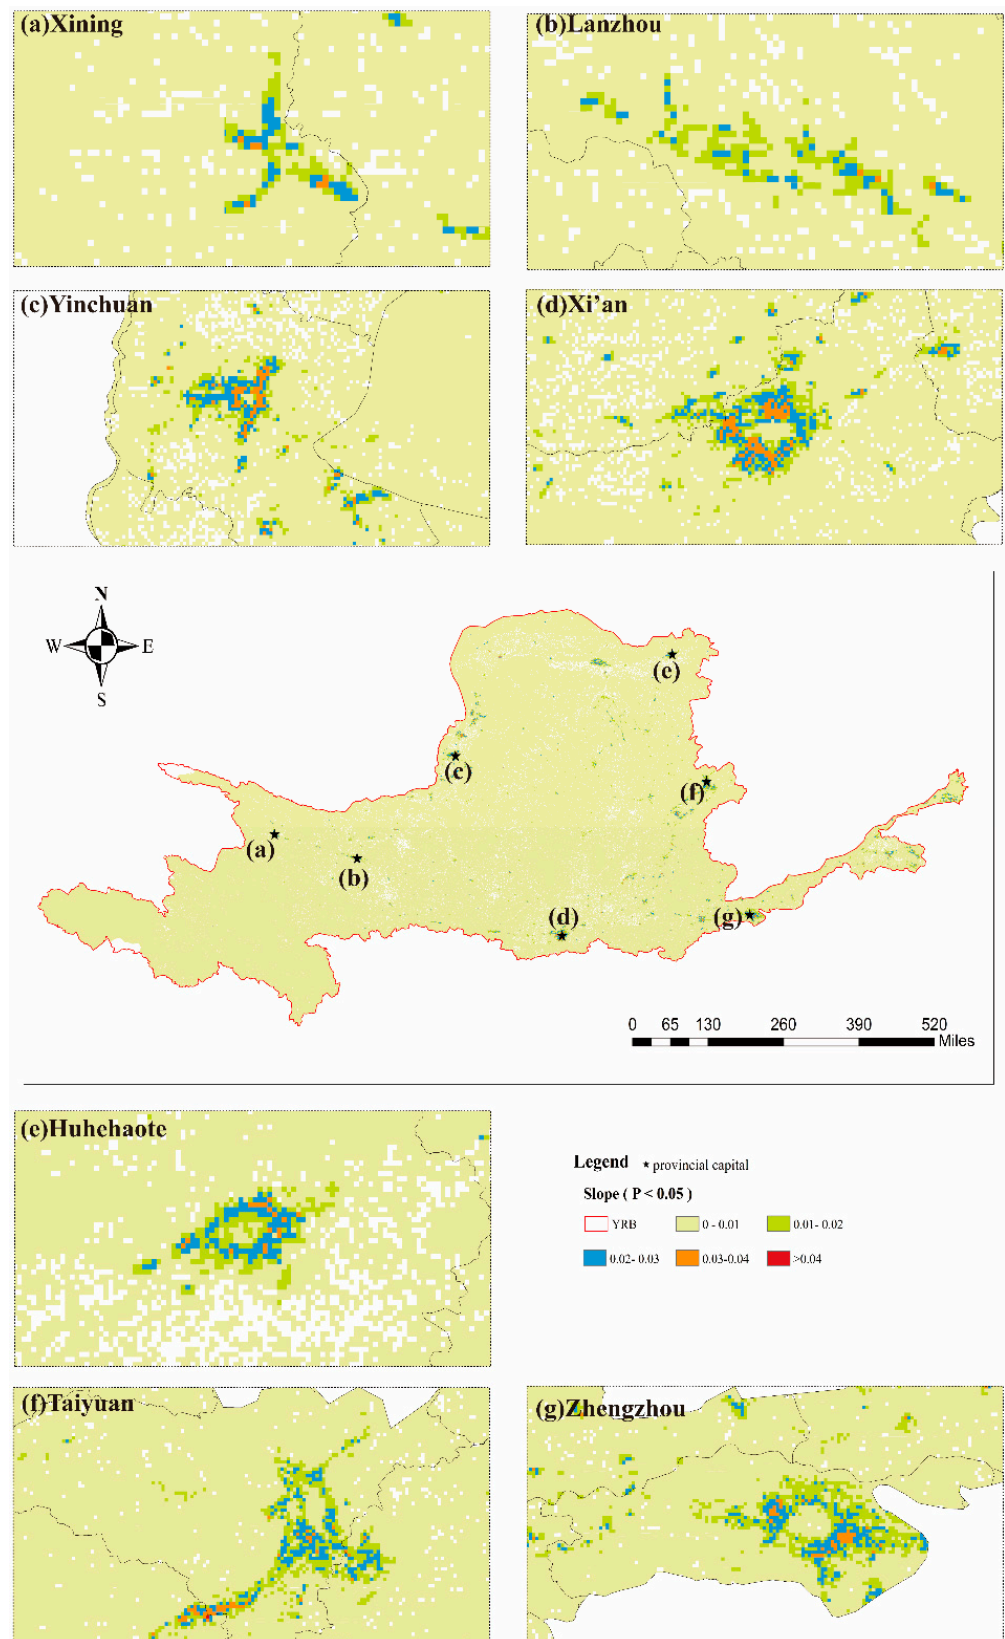 (a)Xining
(b)Lanzhou
(c)Yinchuan
(d)Xi'an
N
W
E
S
(e)
(c)
(f)
(a)
(b)
(d)
(g)
0 65 130 260 390 520
Miles
(e)Huhehaote
Legend ★ provincial capital
Slope ( P < 0.05 )
YRB 0 - 0.01 0.01- 0.02
0.02- 0.03 0.03-0.04 >0.04
(f)Taiyuan
(g)Zhengzhou